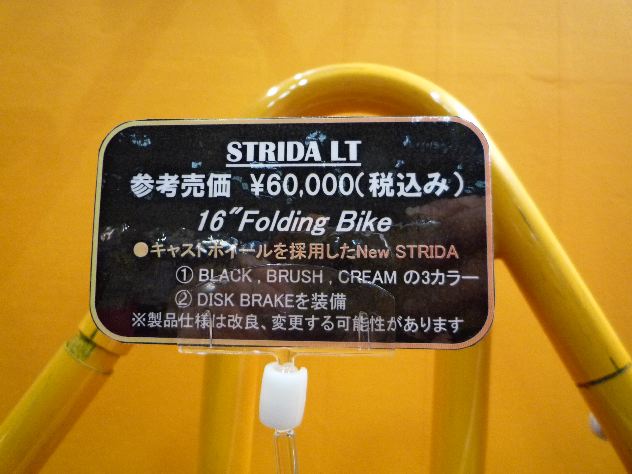 STRIDA LT
参考売価 ¥60,000(税込み)
16"Folding Bike
●キャストホイールを採用したNew STRIDA
① BLACK , BRUSH , CREAM の3カラー
② DISK BRAKEを装備
※製品仕様は改良、変更する可能性があります